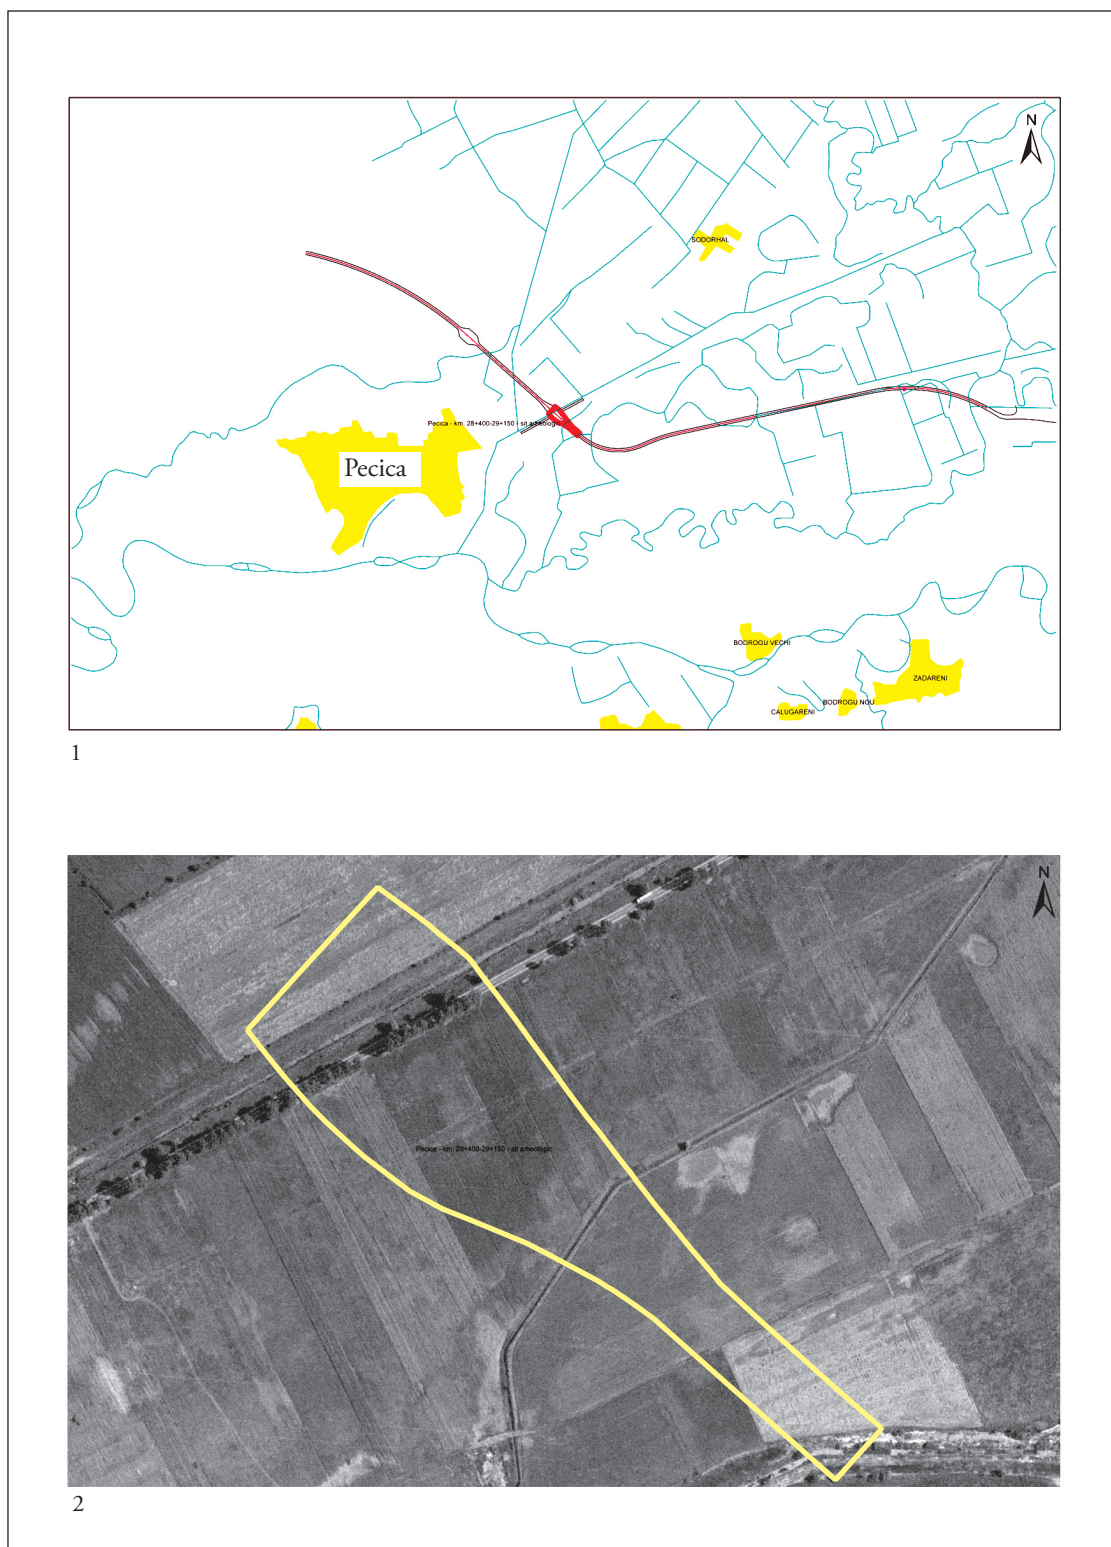 N
SODORHAL
Pecica - km. 28+400-29+150 - sit arheologic
Pecica
BODROGU VECHI
ZADARENI
BODROGU NOU
CALUGARENI
1
N
Pecica - km. 28+400-29+150 - sit arheologic
2